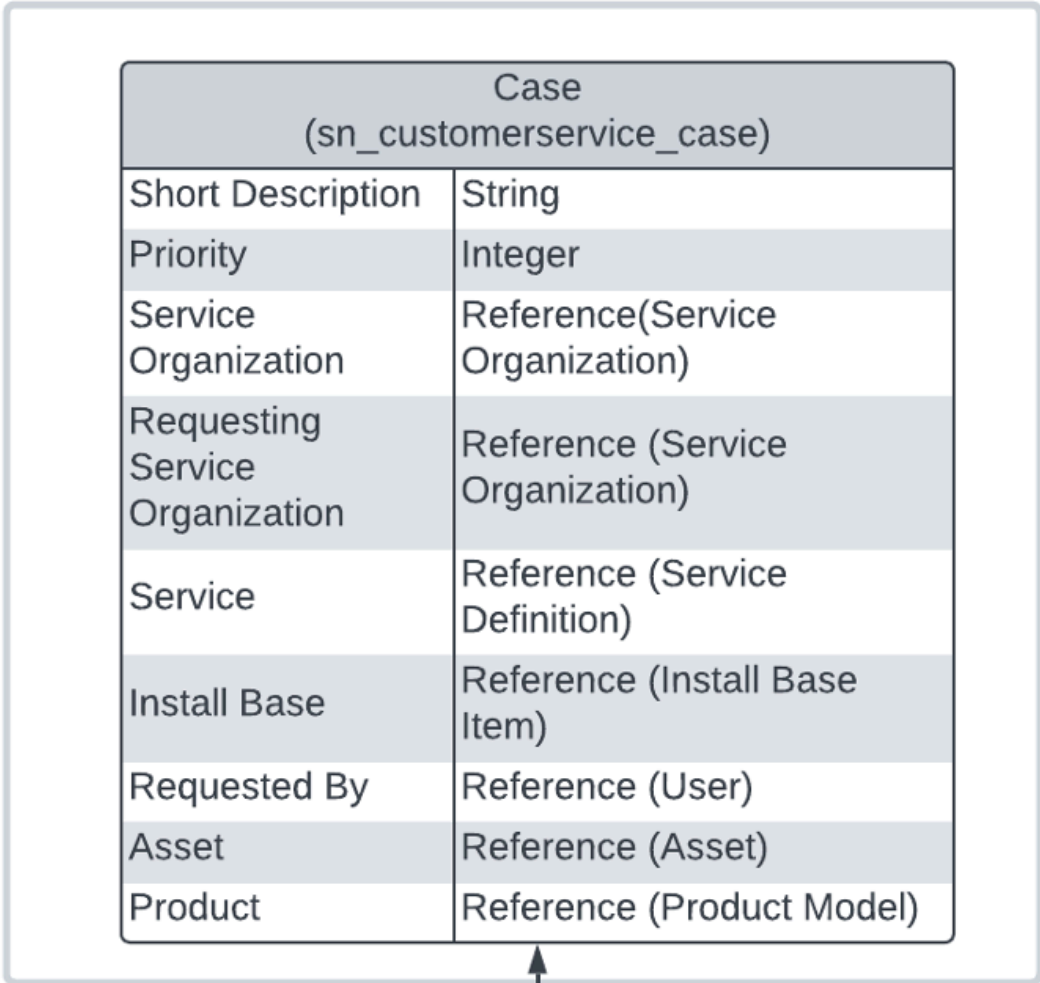 Case
(sn_customerservice_case)
Short Description String
Priority Integer
Service Reference(Service
Organization Organization)
Requesting
Service
Organization
Reference (Service
Organization)
Service
Reference (Service
Definition)
Install Base
Reference (Install Base
Item)
Requested By Reference (User)
Asset Reference (Asset)
Product Reference (Product Model)